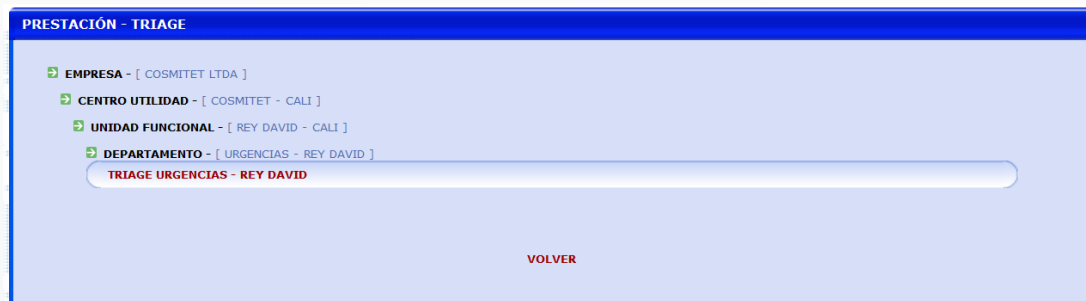 PRESTACIÓN - TRIAGE
EMPRESA - [ COSMITET LTDA ]
CENTRO UTILIDAD - [ COSMITET - CALI ]
UNIDAD FUNCIONAL - [ REY DAVID - CALI ]
DEPARTAMENTO - [ URGENCIAS - REY DAVID ]
TRIAGE URGENCIAS - REY DAVID
VOLVER